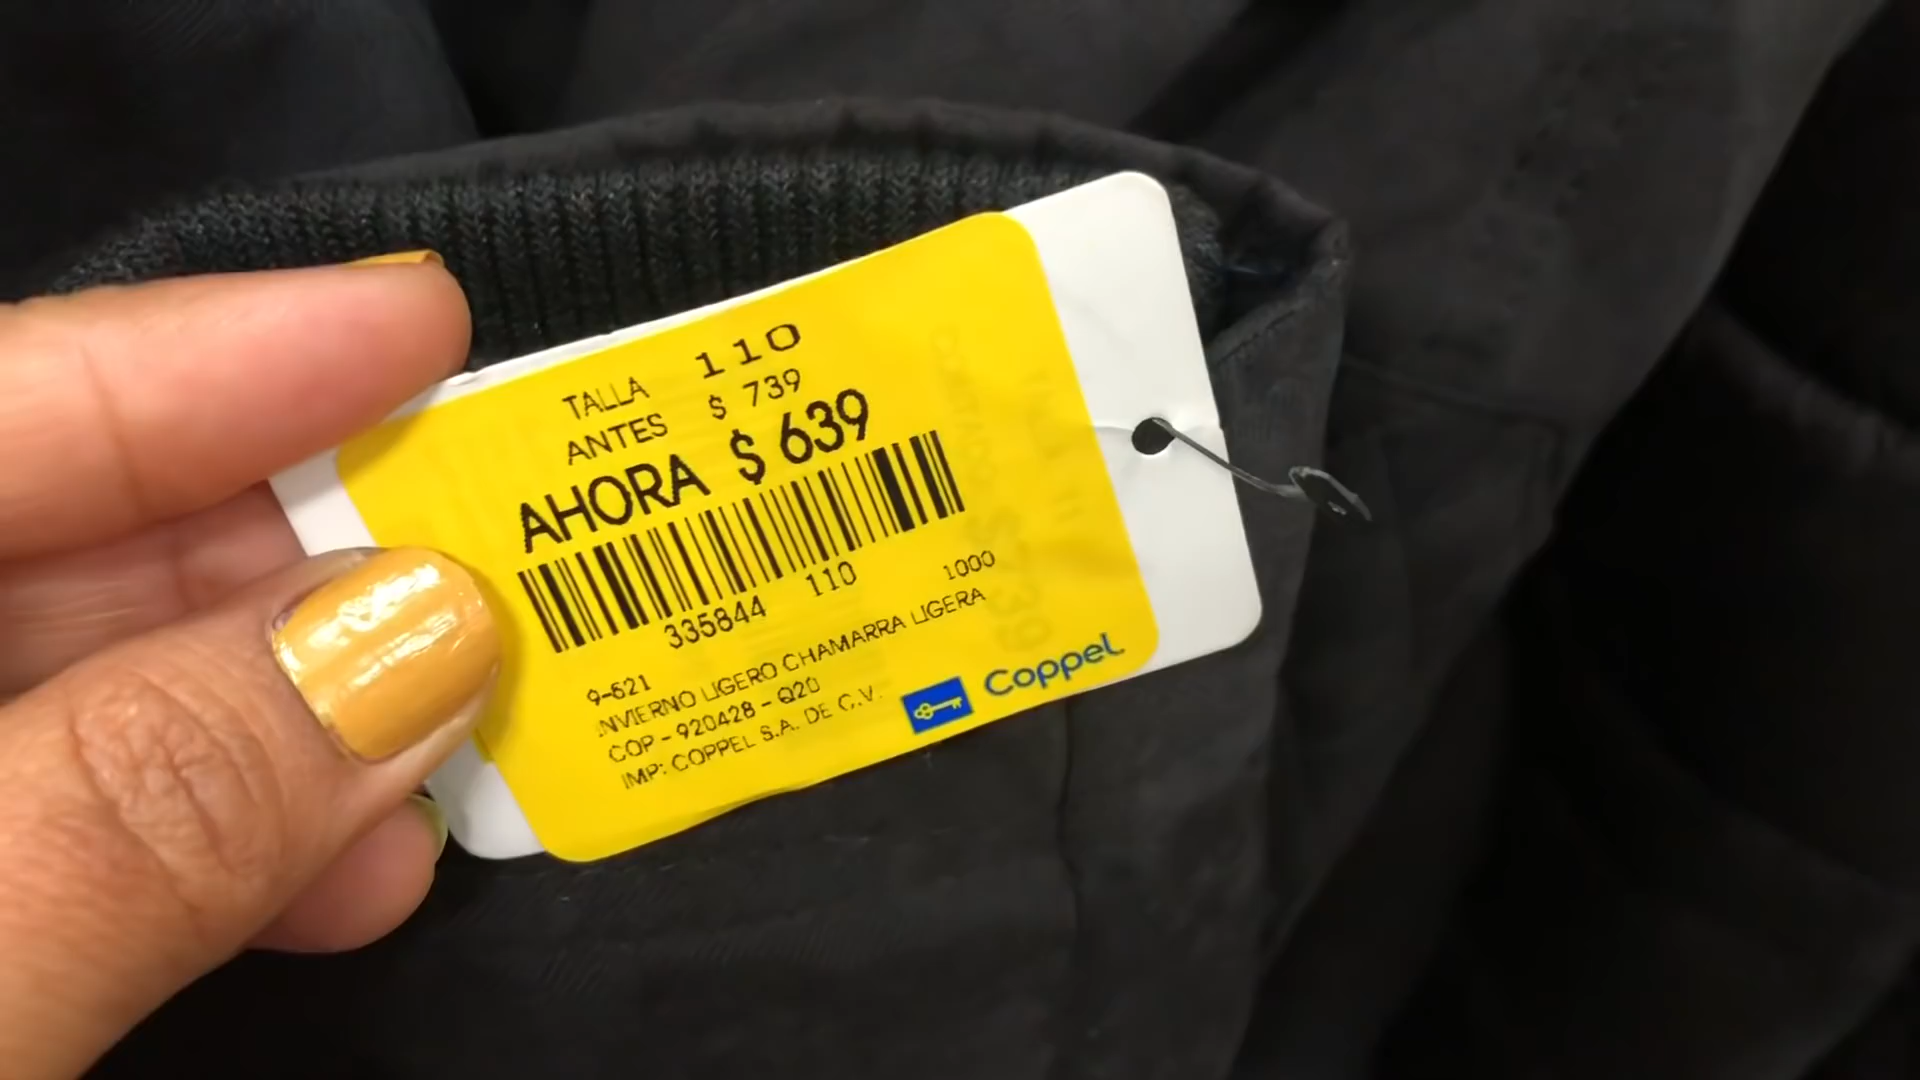 TALLA 110
ANTES $ 739
AHORA $ 639
335844 110 1000
9-621
INVIERNO LIGERO CHAMARRA LIGERA
COP - 920428 - Q20
IMP: COPPEL S.A. DE C.V.
Coppel